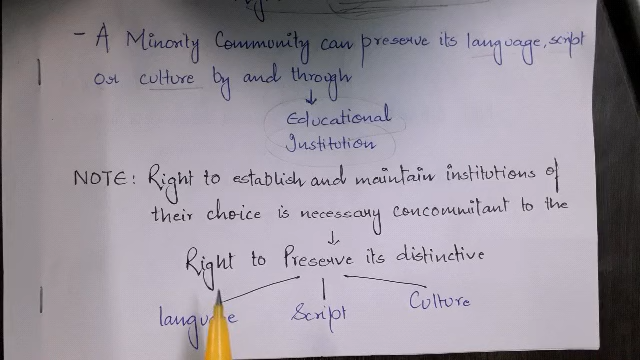 - A Minority Community can preserve its language, script
or culture by and through
↓
Educational
Institution
NOTE: Right to establish and maintain institutions of
their choice is necessary concommitant to the
↓
Right to Preserve its distinctive
language Script Culture